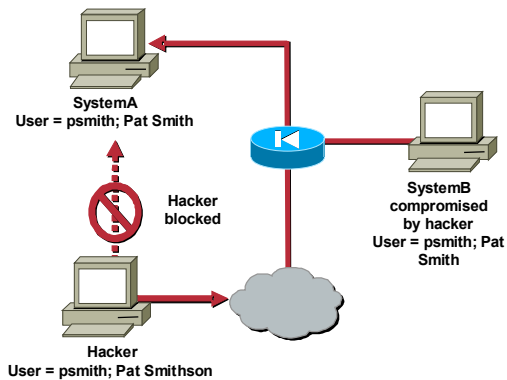 SystemA
User = psmith; Pat Smith
Hacker
blocked
SystemB
compromised
by hacker
User = psmith; Pat
Smith
Hacker
User = psmith; Pat Smithson